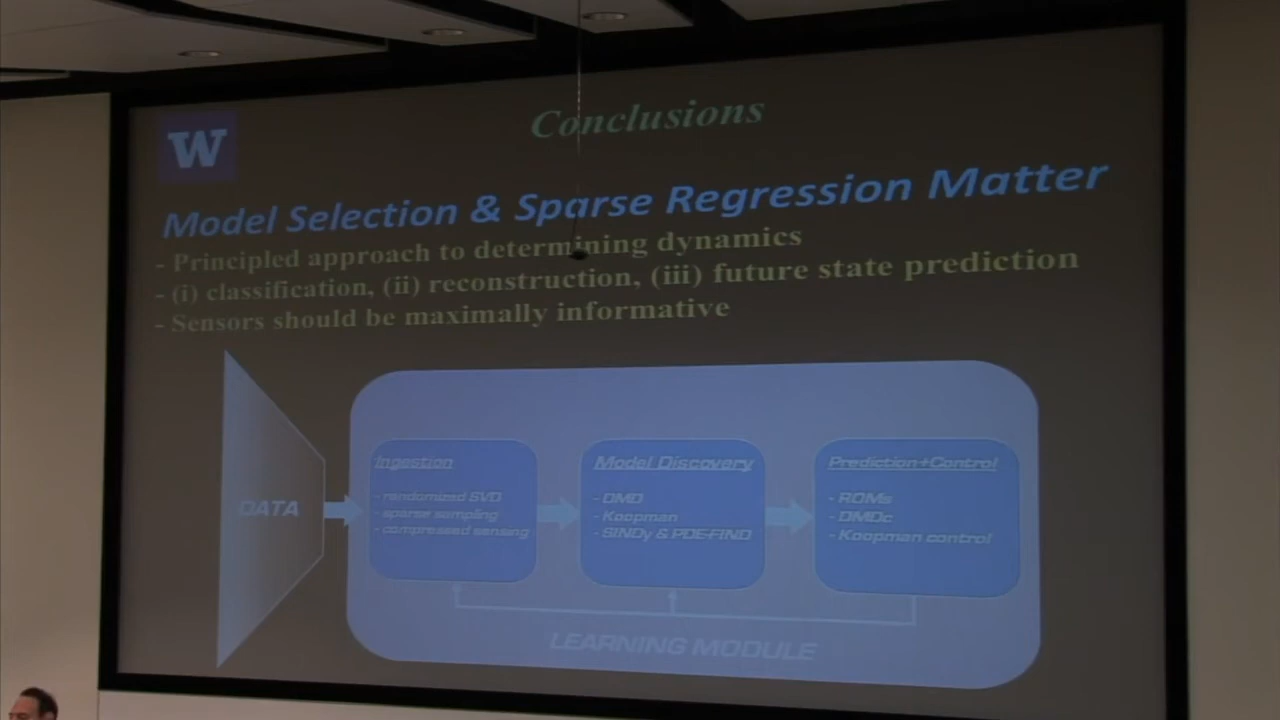 W
Conclusions
Model Selection & Sparse Regression Matter
- Principled approach to determining dynamics
- (i) classification, (ii) reconstruction, (iii) future state prediction
- Sensors should be maximally informative
DATA
Ingestion
- randomized SVD
- sparse sampling
- compressed sensing
Model Discovery
- DMD
- Koopman
- SINDy & PDE-FIND
Prediction+Control
- ROMs
- DMDc
- Koopman control
LEARNING MODULE